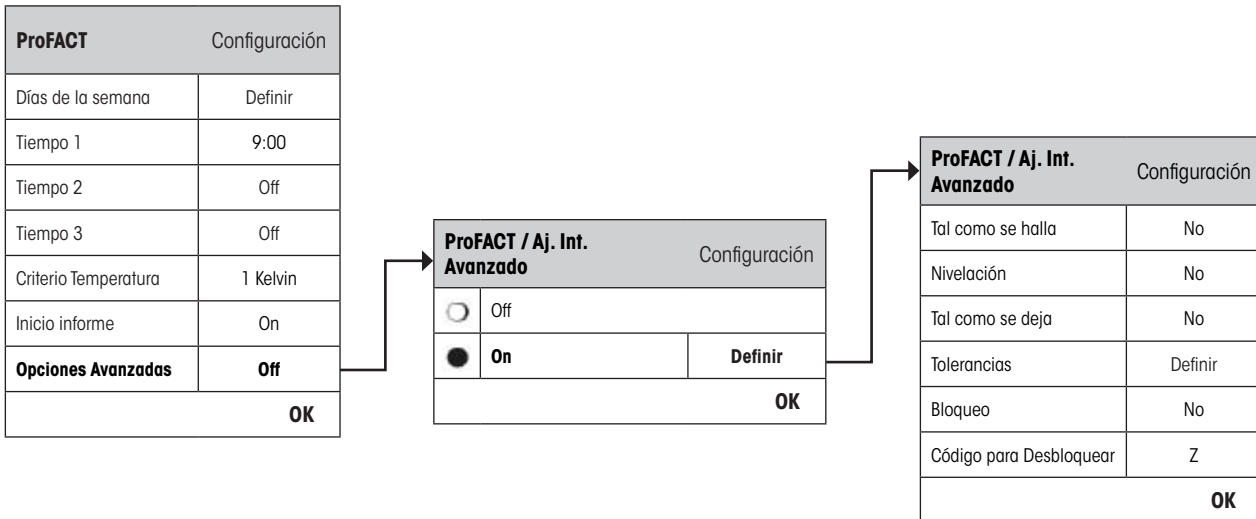 ProFACT Configuración
Días de la semana Definir
Tiempo 1 9:00
Tiempo 2 Off
Tiempo 3 Off
Criterio Temperatura 1 Kelvin
Inicio informe On
Opciones Avanzadas Off
OK
ProFACT / Aj. Int.
Avanzado
Configuración
Off
On Definir
OK
ProFACT / Aj. Int.
Avanzado
Configuración
Tal como se halla No
Nivelación No
Tal como se deja No
Tolerancias Definir
Bloqueo No
Código para Desbloquear Z
OK